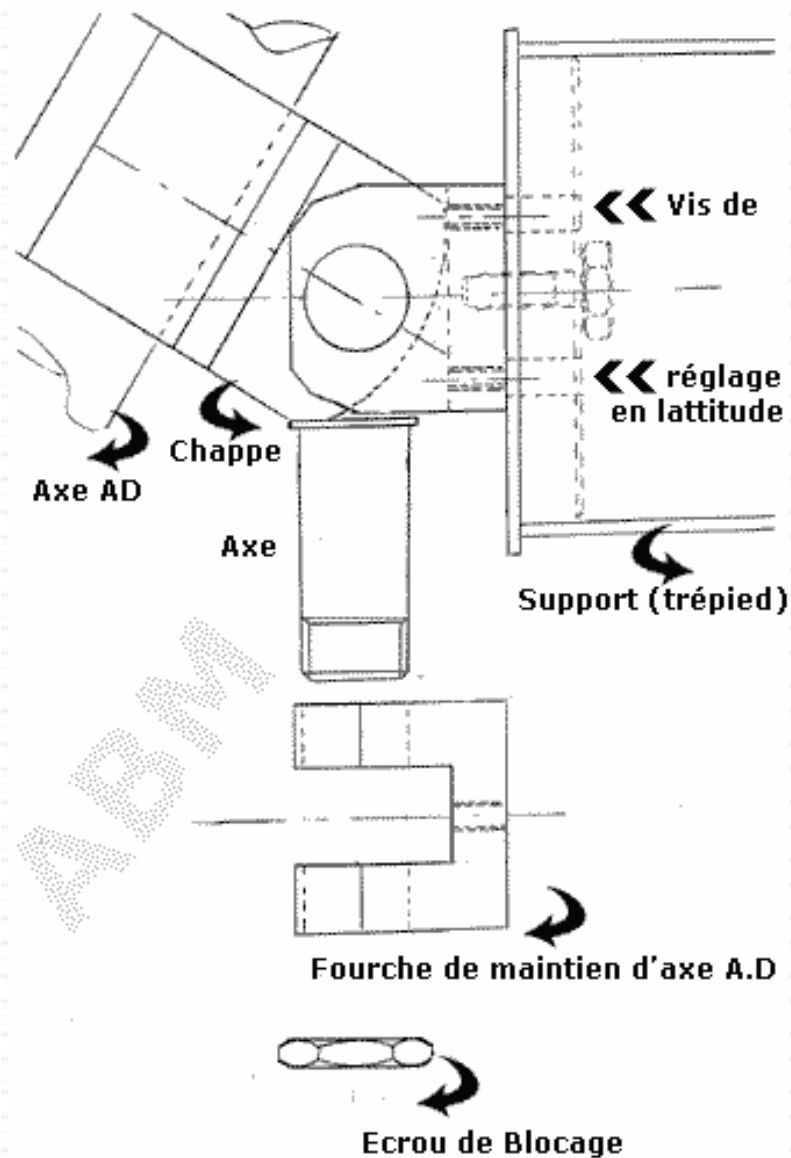 Vis de
réglage
en lattitude
Chappe
Axe AD
Axe
Support (trépied)
ABM
Fourche de maintien d'axe A.D
Ecrou de Blocage